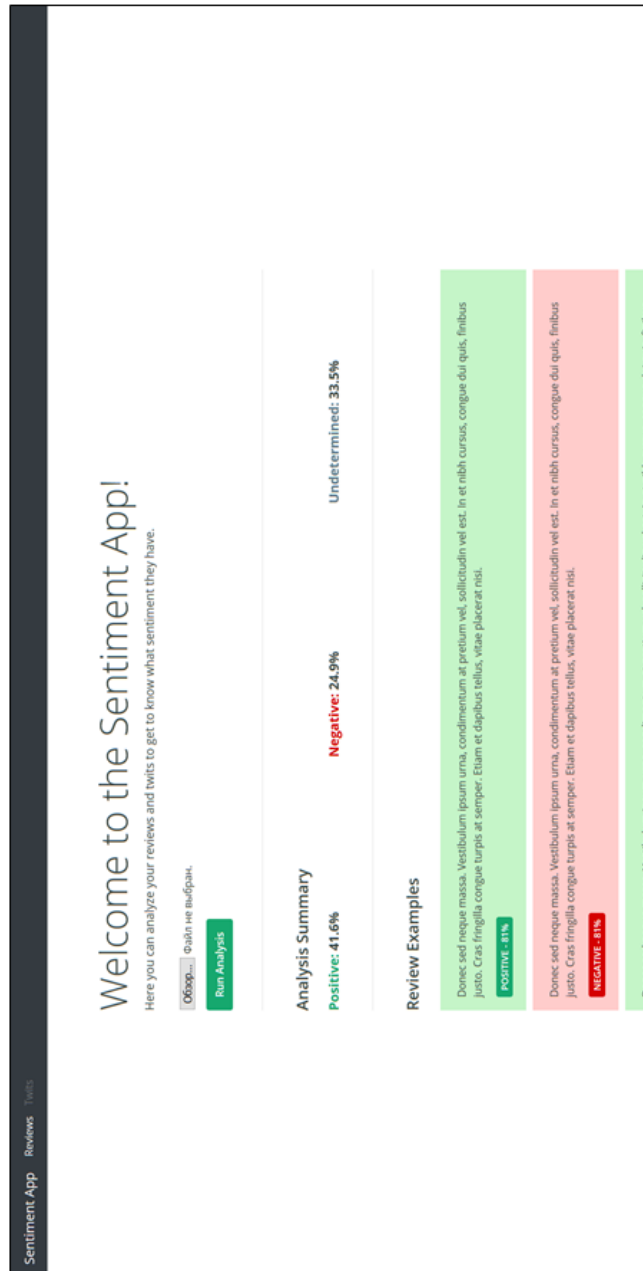 Sentiment App Reviews Twits
Welcome to the Sentiment App!
Here you can analyze your reviews and twits to get to know what sentiment they have.
Обзор... Файл не выбран.
Run Analysis
Analysis Summary
Positive: 41.6% Negative: 24.9% Undetermined: 33.5%
Review Examples
Donec sed neque massa. Vestibulum ipsum urna, condimentum at pretium vel, sollicitudin vel est. In et nibh cursus, congue dui quis, finibus
justo. Cras fringilla congue turpis at semper. Etiam et dapibus tellus, vitae placerat nisi.
POSITIVE - 81%
Donec sed neque massa. Vestibulum ipsum urna, condimentum at pretium vel, sollicitudin vel est. In et nibh cursus, congue dui quis, finibus
justo. Cras fringilla congue turpis at semper. Etiam et dapibus tellus, vitae placerat nisi.
NEGATIVE - 81%